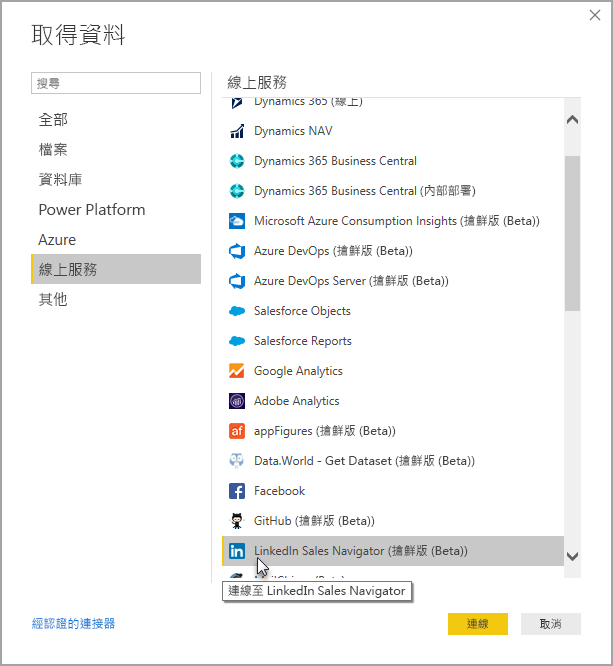 取得資料
搜尋
全部
檔案
資料庫
Power Platform
Azure
線上服務
其他
線上服務
Dynamics 365 (線上)
Dynamics NAV
Dynamics 365 Business Central
Dynamics 365 Business Central (內部部署)
Microsoft Azure Consumption Insights (搶鮮版 (Beta))
Azure DevOps (搶鮮版 (Beta))
Azure DevOps Server (搶鮮版 (Beta))
Salesforce Objects
Salesforce Reports
Google Analytics
Adobe Analytics
af
appFigures (搶鮮版 (Beta))
Data.World - Get Dataset (搶鮮版 (Beta))
Facebook
GitHub (搶鮮版 (Beta))
in
LinkedIn Sales Navigator (搶鮮版 (Beta))
連線至 LinkedIn Sales Navigator
經認證的連接器
連線
取消